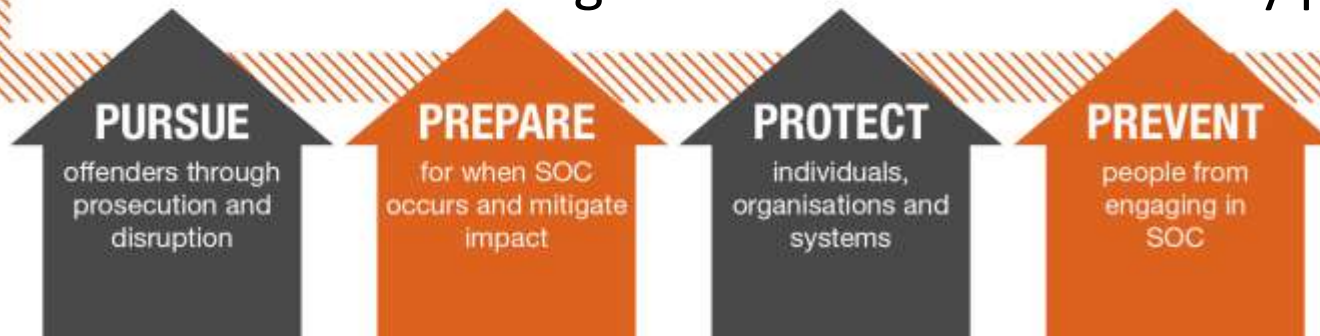 PURSUE
offenders through
prosecution and
disruption
PREPARE
for when SOC
occurs and mitigate
impact
PROTECT
individuals,
organisations and
systems
PREVENT
people from
engaging in
SOC